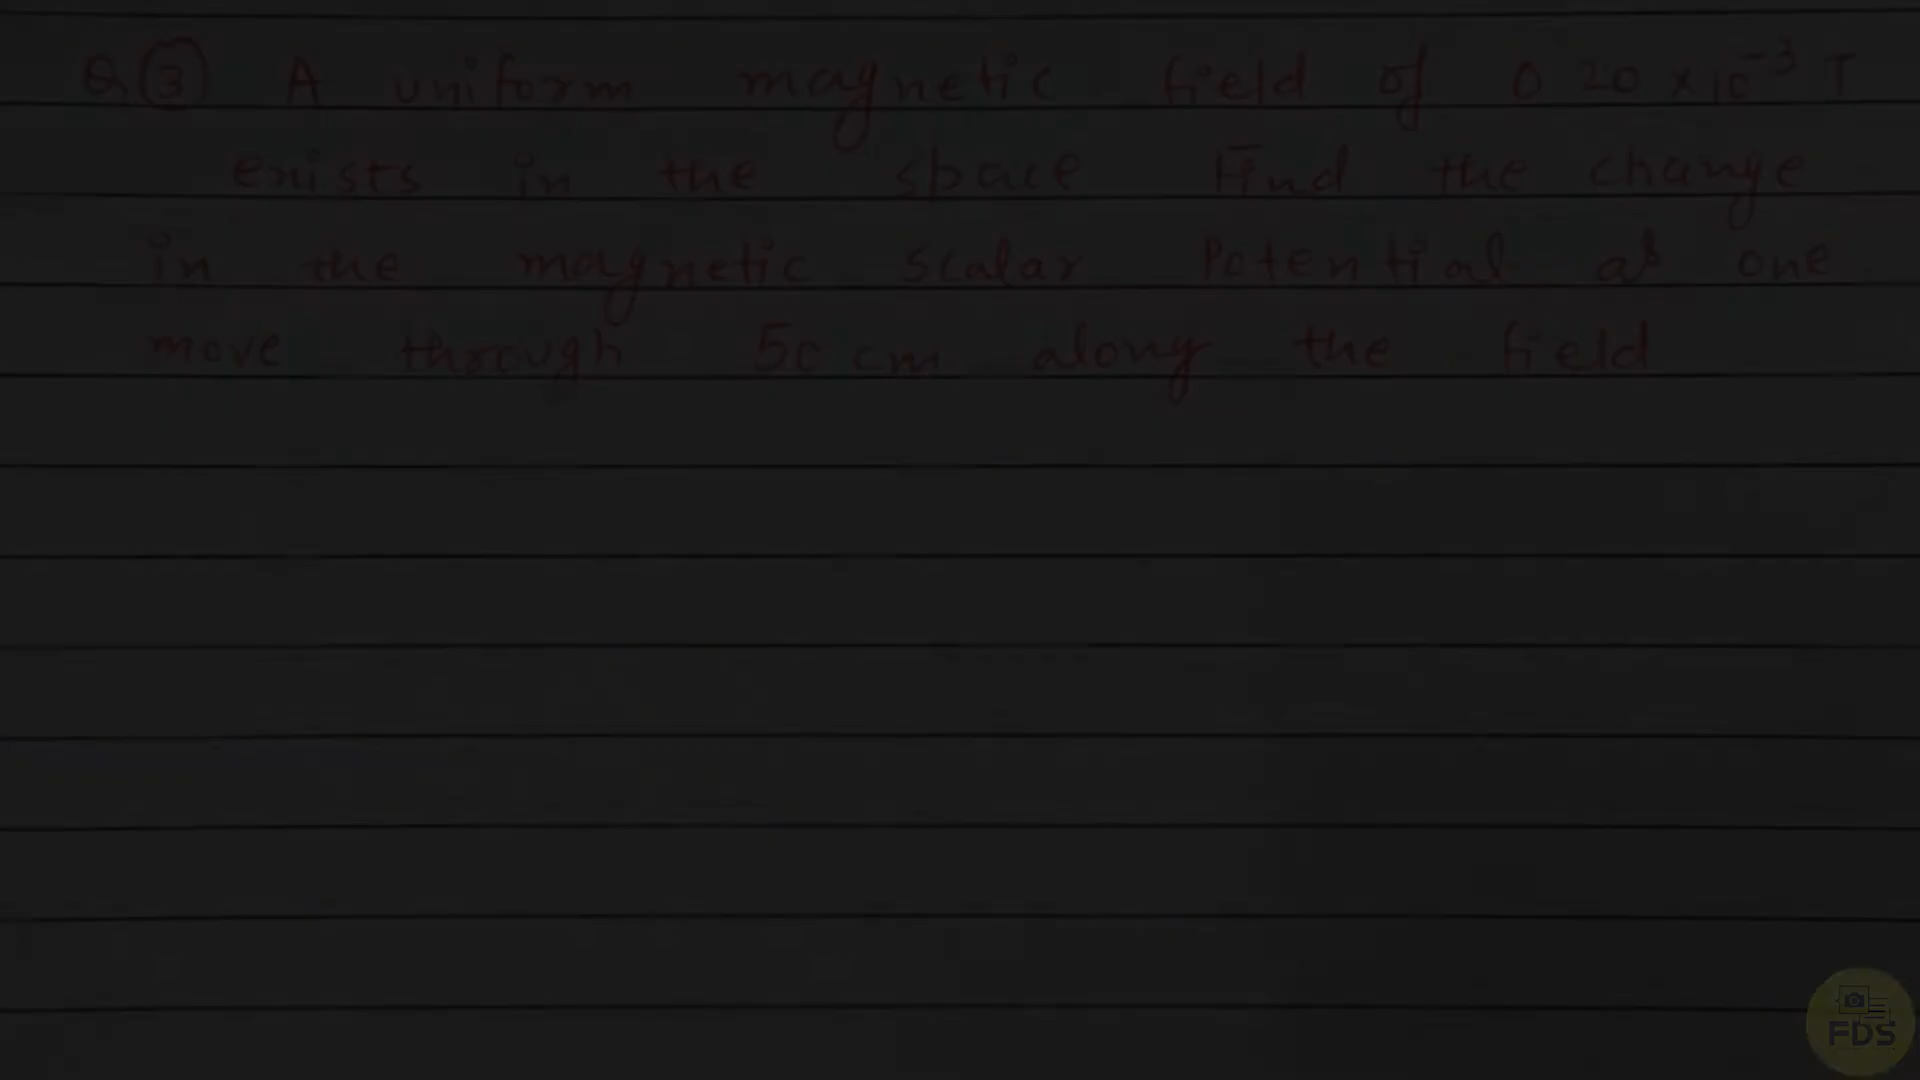 Q ③ A uniform magnetic field of 0 20 × 10⁻³ T
exists in the space Find the change
in the magnetic scalar Potential as one
move through 50 cm along the field
FDS